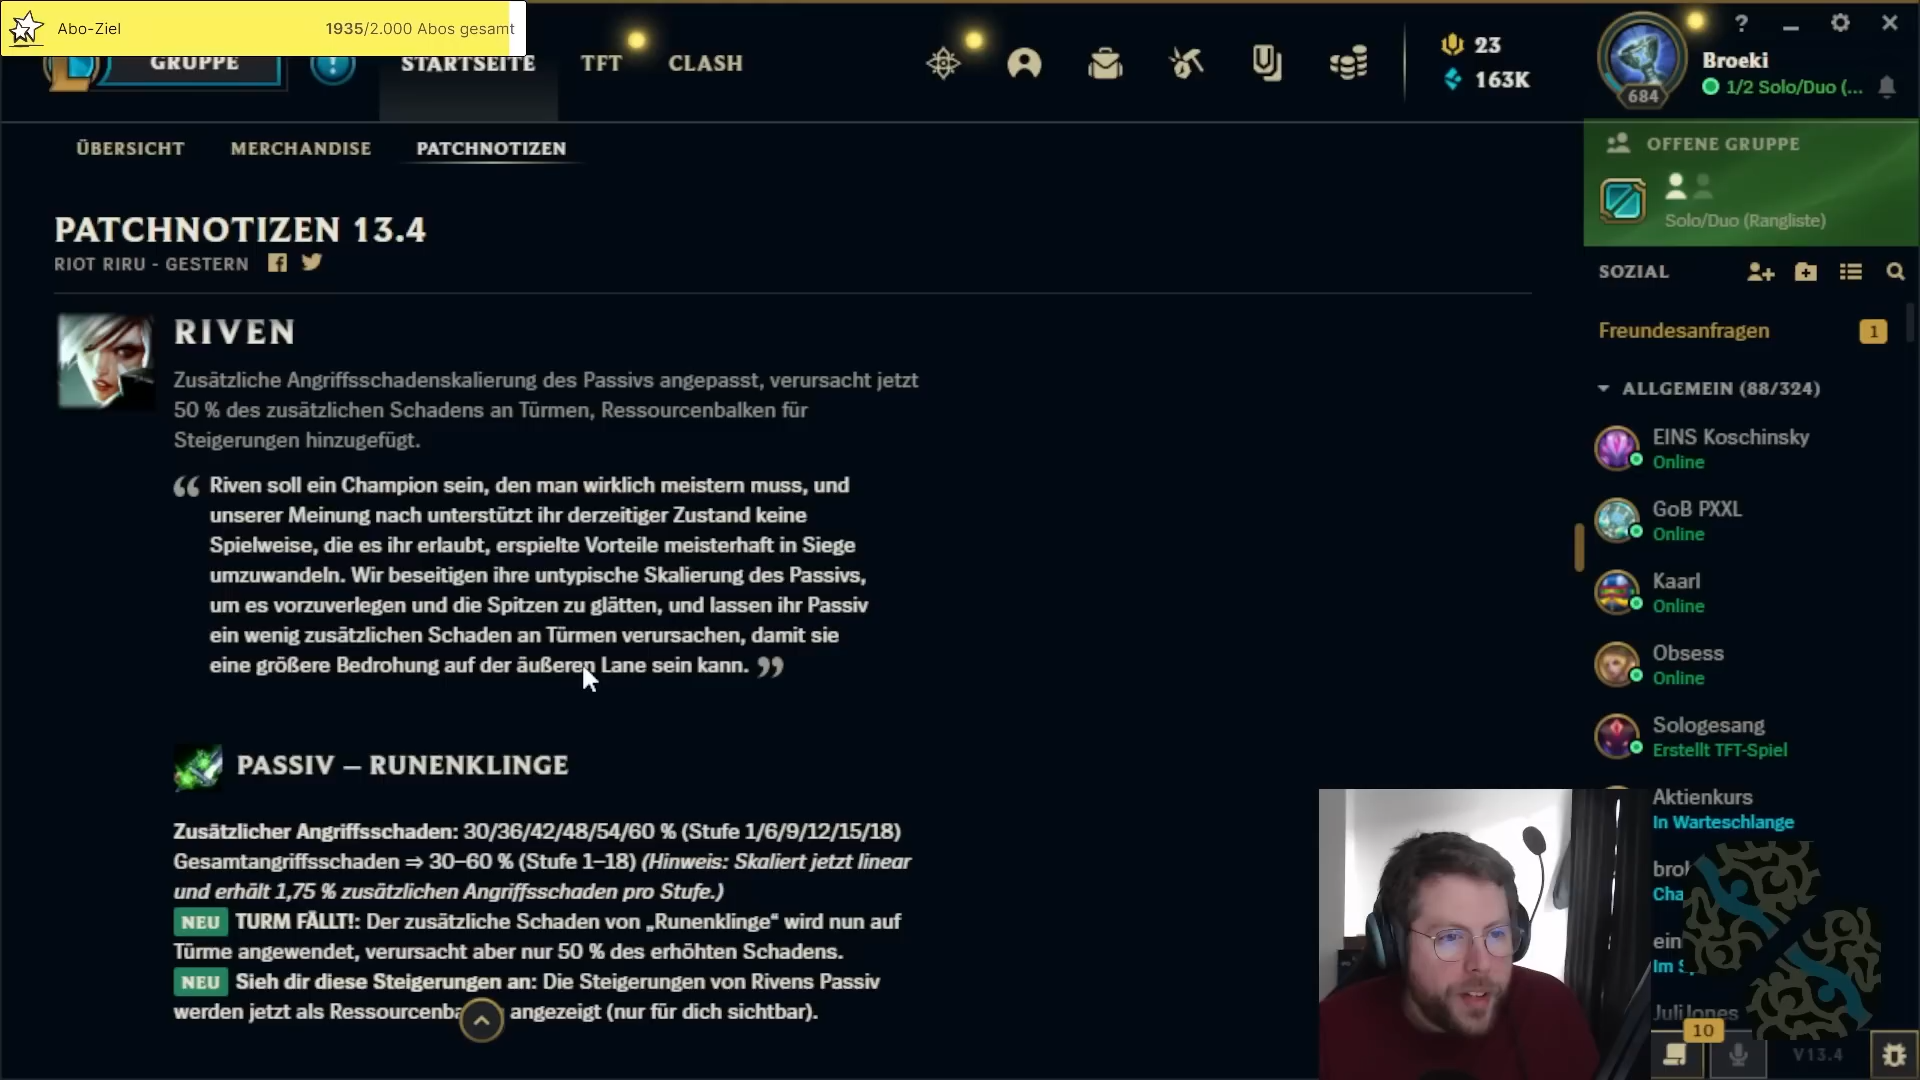 Abo-Ziel
1935/2.000 Abos gesamt
GRUPPE
STARTSEITE
TFT
CLASH
23
163K
684
Broeki
1/2 Solo/Duo (...
ÜBERSICHT
MERCHANDISE
PATCHNOTIZEN
OFFENE GRUPPE
Solo/Duo (Rangliste)
PATCHNOTIZEN 13.4
RIOT RIRU - GESTERN
RIVEN
Zusätzliche Angriffsschadenskalierung des Passivs angepasst, verursacht jetzt
50 % des zusätzlichen Schadens an Türmen, Ressourcenbalken für
Steigerungen hinzugefügt.
Riven soll ein Champion sein, den man wirklich meistern muss, und
unserer Meinung nach unterstützt ihr derzeitiger Zustand keine
Spielweise, die es ihr erlaubt, erspielte Vorteile meisterhaft in Siege
umzuwandeln. Wir beseitigen ihre untypische Skalierung des Passivs,
um es vorzuverlegen und die Spitzen zu glätten, und lassen ihr Passiv
ein wenig zusätzlichen Schaden an Türmen verursachen, damit sie
eine größere Bedrohung auf der äußeren Lane sein kann.
PASSIV – RUNENKLINGE
Zusätzlicher Angriffsschaden: 30/36/42/48/54/60 % (Stufe 1/6/9/12/15/18)
Gesamtangriffsschaden ⇒ 30–60 % (Stufe 1–18) (Hinweis: Skaliert jetzt linear
und erhält 1,75 % zusätzlichen Angriffsschaden pro Stufe.)
NEU TURM FÄLLT!: Der zusätzliche Schaden von „Runenklinge“ wird nun auf
Türme angewendet, verursacht aber nur 50 % des erhöhten Schadens.
NEU Sieh dir diese Steigerungen an: Die Steigerungen von Rivens Passiv
werden jetzt als Ressourcenba angezeigt (nur für dich sichtbar).
SOZIAL
Freundesanfragen
1
ALLGEMEIN (88/324)
EINS Koschinsky
Online
GoB PXXL
Online
Kaarl
Online
Obsess
Online
Sologesang
Erstellt TFT-Spiel
Aktienkurs
In Warteschlange
Cha
ein
JuliJones
10
V13.4